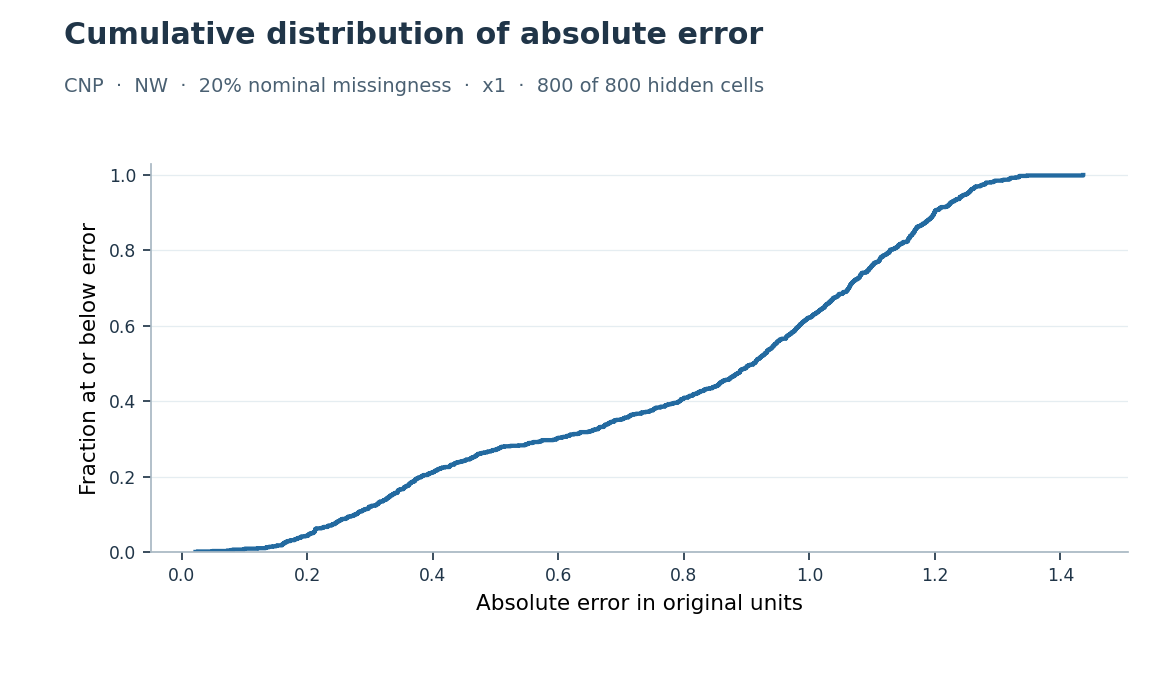 Cumulative distribution of absolute error
CNP · NW · 20% nominal missingness · x1 · 800 of 800 hidden cells
Fraction at or below error
1.0
0.8
0.6
0.4
0.2
0.0
0.0 0.2 0.4 0.6 0.8 1.0 1.2 1.4
Absolute error in original units